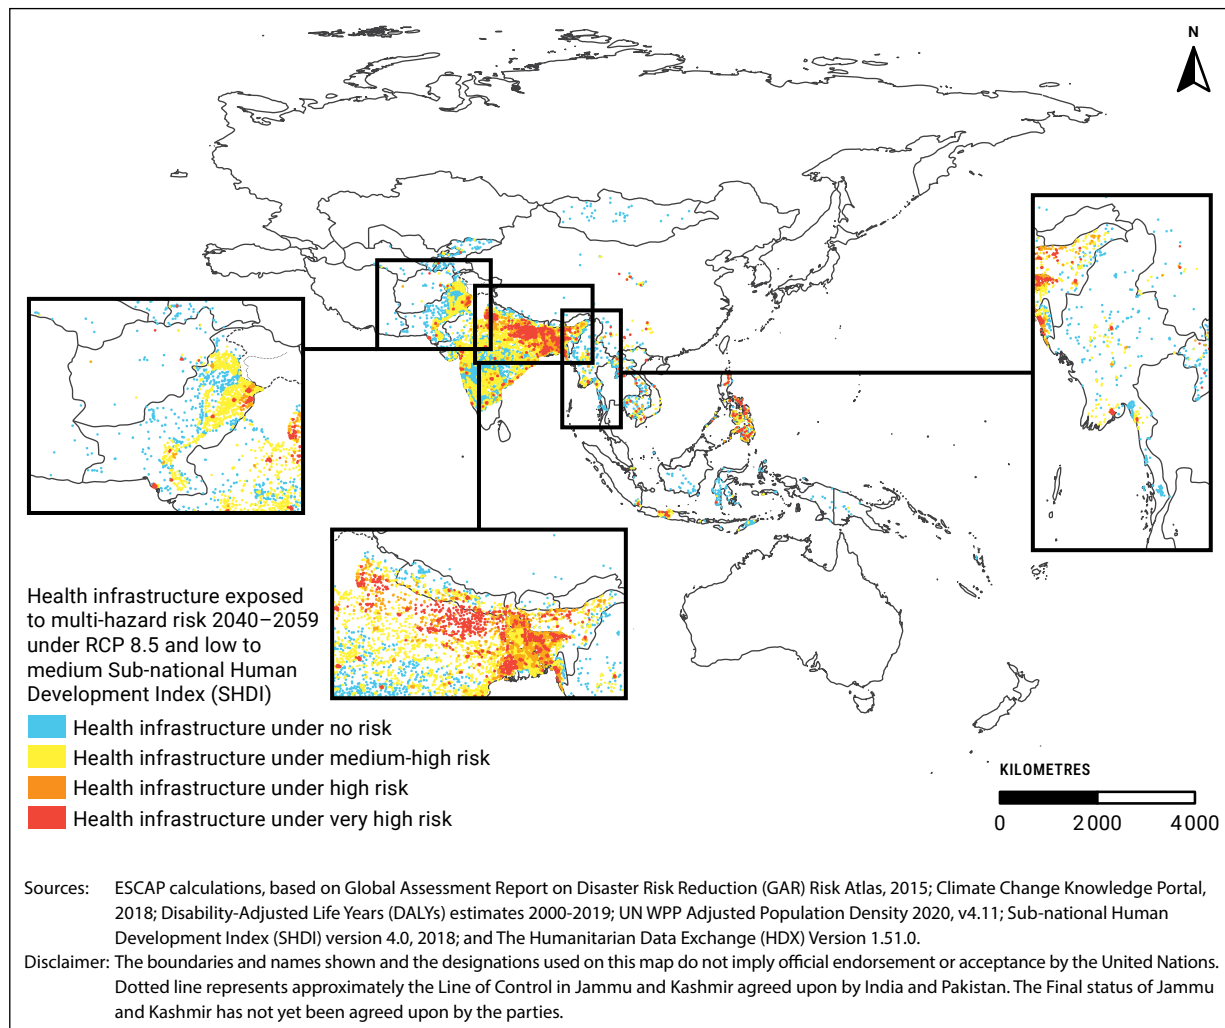 N
Health infrastructure exposed
to multi-hazard risk 2040–2059
under RCP 8.5 and low to
medium Sub-national Human
Development Index (SHDI)
Health infrastructure under no risk
Health infrastructure under medium-high risk
Health infrastructure under high risk
Health infrastructure under very high risk
KILOMETRES
0 2 000 4 000
Sources: ESCAP calculations, based on Global Assessment Report on Disaster Risk Reduction (GAR) Risk Atlas, 2015; Climate Change Knowledge Portal,
2018; Disability-Adjusted Life Years (DALYs) estimates 2000-2019; UN WPP Adjusted Population Density 2020, v4.11; Sub-national Human
Development Index (SHDI) version 4.0, 2018; and The Humanitarian Data Exchange (HDX) Version 1.51.0.
Disclaimer: The boundaries and names shown and the designations used on this map do not imply official endorsement or acceptance by the United Nations.
Dotted line represents approximately the Line of Control in Jammu and Kashmir agreed upon by India and Pakistan. The Final status of Jammu
and Kashmir has not yet been agreed upon by the parties.